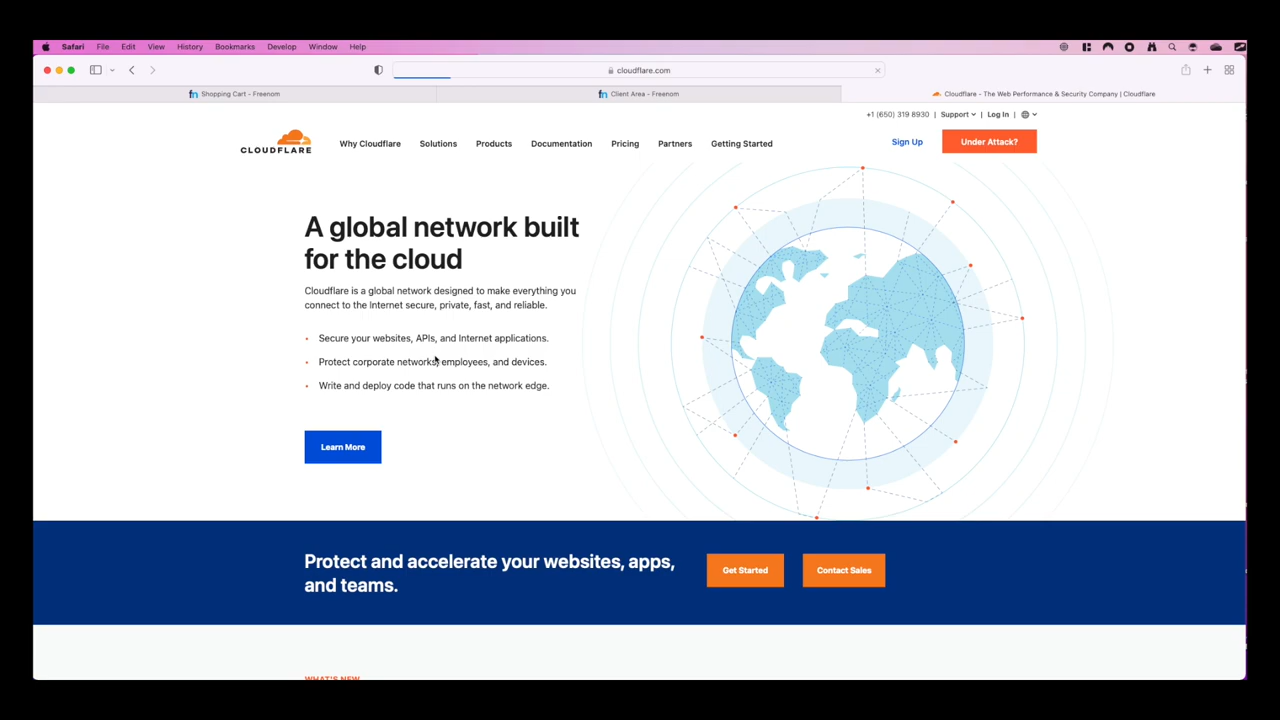 Safari File Edit View History Bookmarks Develop Window Help
cloudflare.com
Shopping Cart - Freenom
Client Area - Freenom
Cloudflare - The Web Performance & Security Company | Cloudflare
+1 (650) 319 8930 | Support | Log In |
CLOUDFLARE
Why Cloudflare Solutions Products Documentation Pricing Partners Getting Started
Sign Up
Under Attack?
A global network built
for the cloud
Cloudflare is a global network designed to make everything you
connect to the Internet secure, private, fast, and reliable.
• Secure your websites, APIs, and Internet applications.
• Protect corporate networks, employees, and devices.
• Write and deploy code that runs on the network edge.
Learn More
Protect and accelerate your websites, apps,
and teams.
Get Started
Contact Sales
WHAT'S NEW